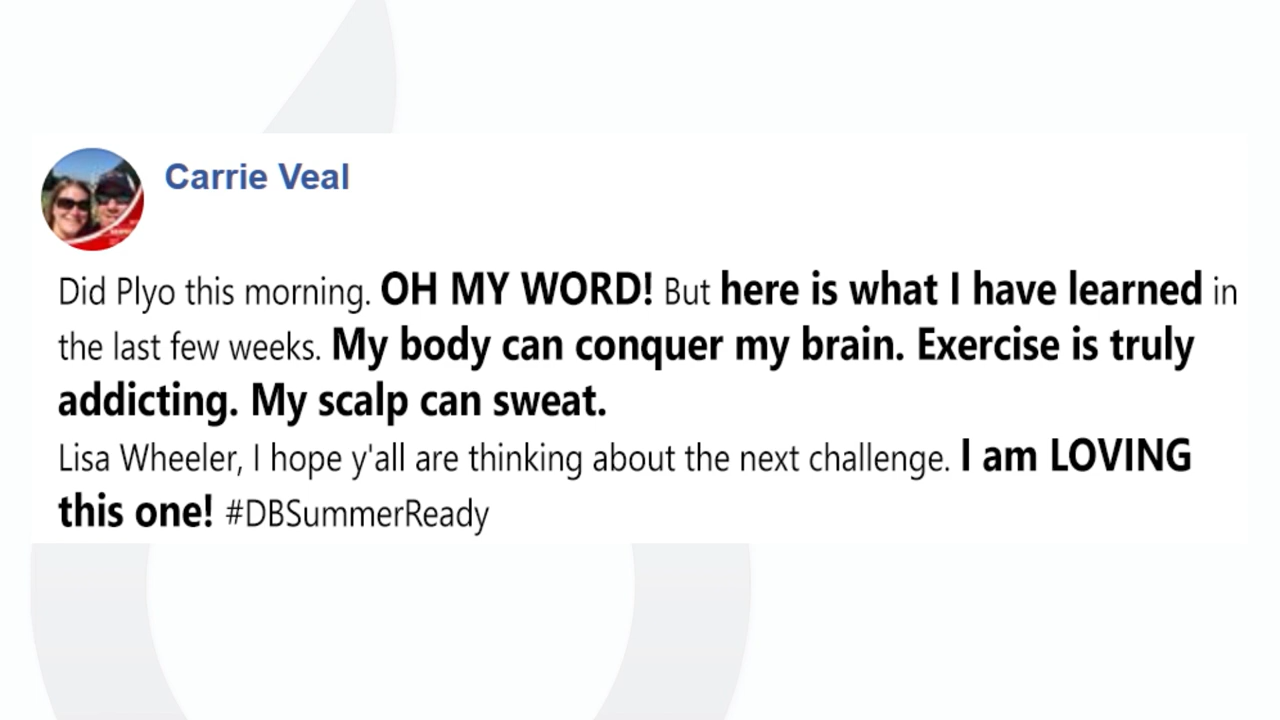 Carrie Veal
Did Plyo this morning. OH MY WORD! But here is what I have learned in
the last few weeks. My body can conquer my brain. Exercise is truly
addicting. My scalp can sweat.
Lisa Wheeler, I hope y'all are thinking about the next challenge. I am LOVING
this one! #DBSummerReady